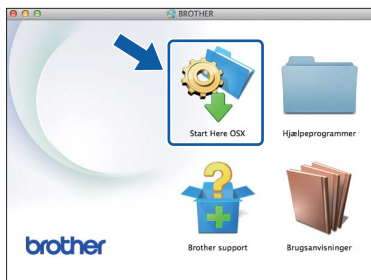 BROTHER
Start Here OSX
Hjælpeprogrammer
Brother support
Brugsanvisninger
brother